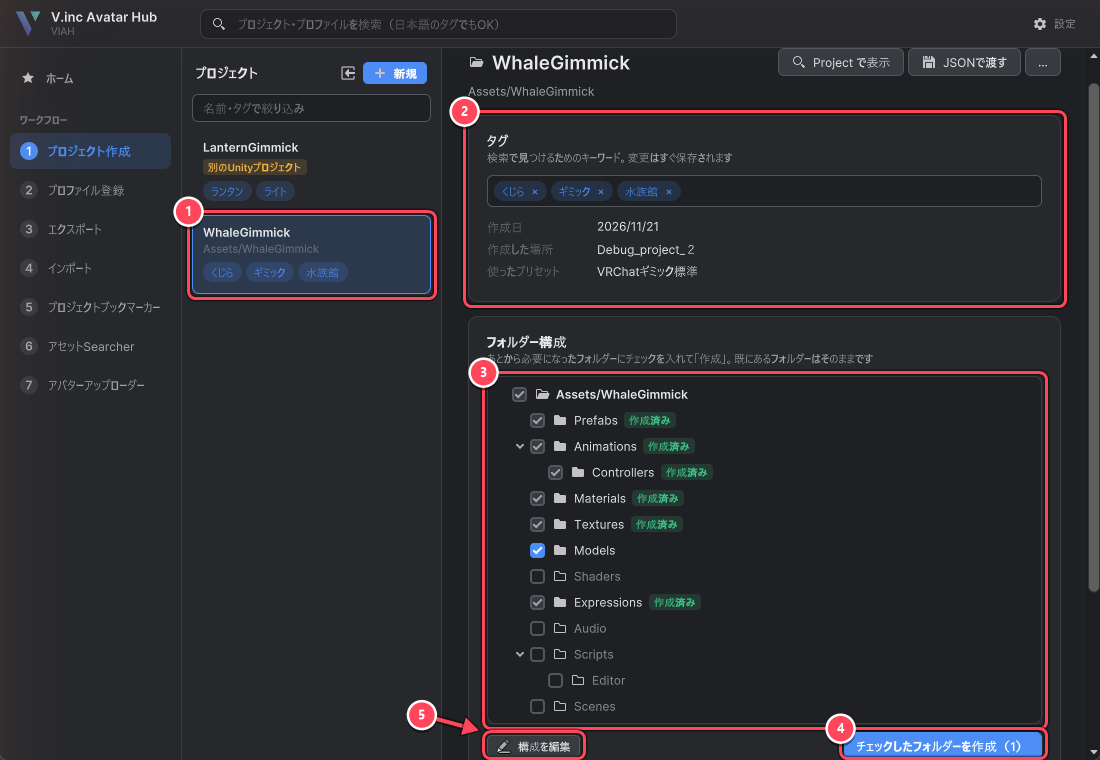 V.inc Avatar Hub
VIAH
プロジェクト・プロファイルを検索（日本語のタグでもOK）
設定
ホーム
ワークフロー
1 プロジェクト作成
2 プロファイル登録
3 エクスポート
4 インポート
5 プロジェクトブックマーカー
6 アセットSearcher
7 アバターアップローダー
プロジェクト
＋ 新規
名前・タグで絞り込み
LanternGimmick
別のUnityプロジェクト
ランタン ライト
1
WhaleGimmick
Assets/WhaleGimmick
くじら ギミック 水族館
WhaleGimmick
Project で表示
JSONで渡す
...
Assets/WhaleGimmick
2
タグ
検索で見つけるためのキーワード。変更はすぐ保存されます
くじら × ギミック × 水族館 ×
作成日 2026/11/21
作成した場所 Debug_project_2
使ったプリセット VRChatギミック標準
フォルダー構成
あとから必要になったフォルダーにチェックを入れて「作成」。既にあるフォルダーはそのままです
3
Assets/WhaleGimmick
Prefabs 作成済み
Animations 作成済み
Controllers 作成済み
Materials 作成済み
Textures 作成済み
Models
Shaders
Expressions 作成済み
Audio
Scripts
Editor
Scenes
5
構成を編集
4
チェックしたフォルダーを作成（1）